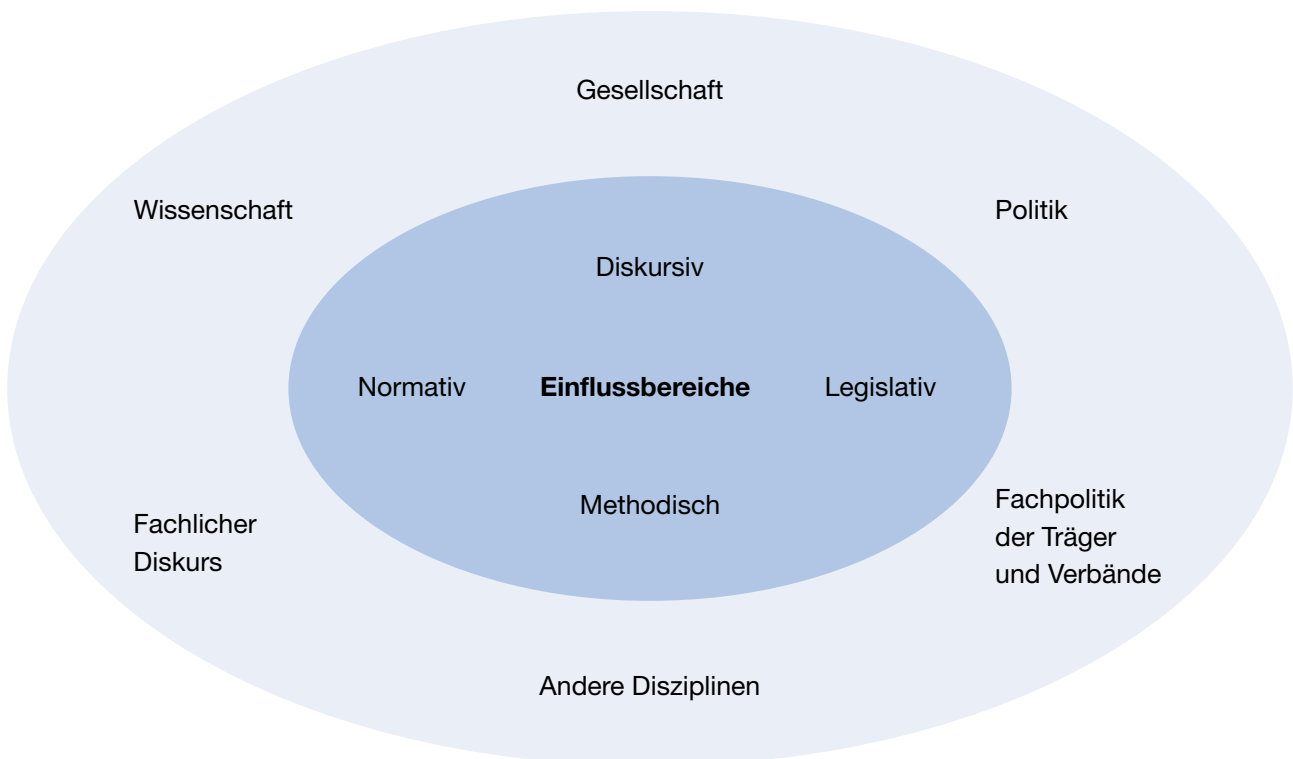 Gesellschaft
Wissenschaft
Politik
Diskursiv
Normativ
Einflussbereiche
Legislativ
Methodisch
Fachlicher
Diskurs
Fachpolitik
der Träger
und Verbände
Andere Disziplinen